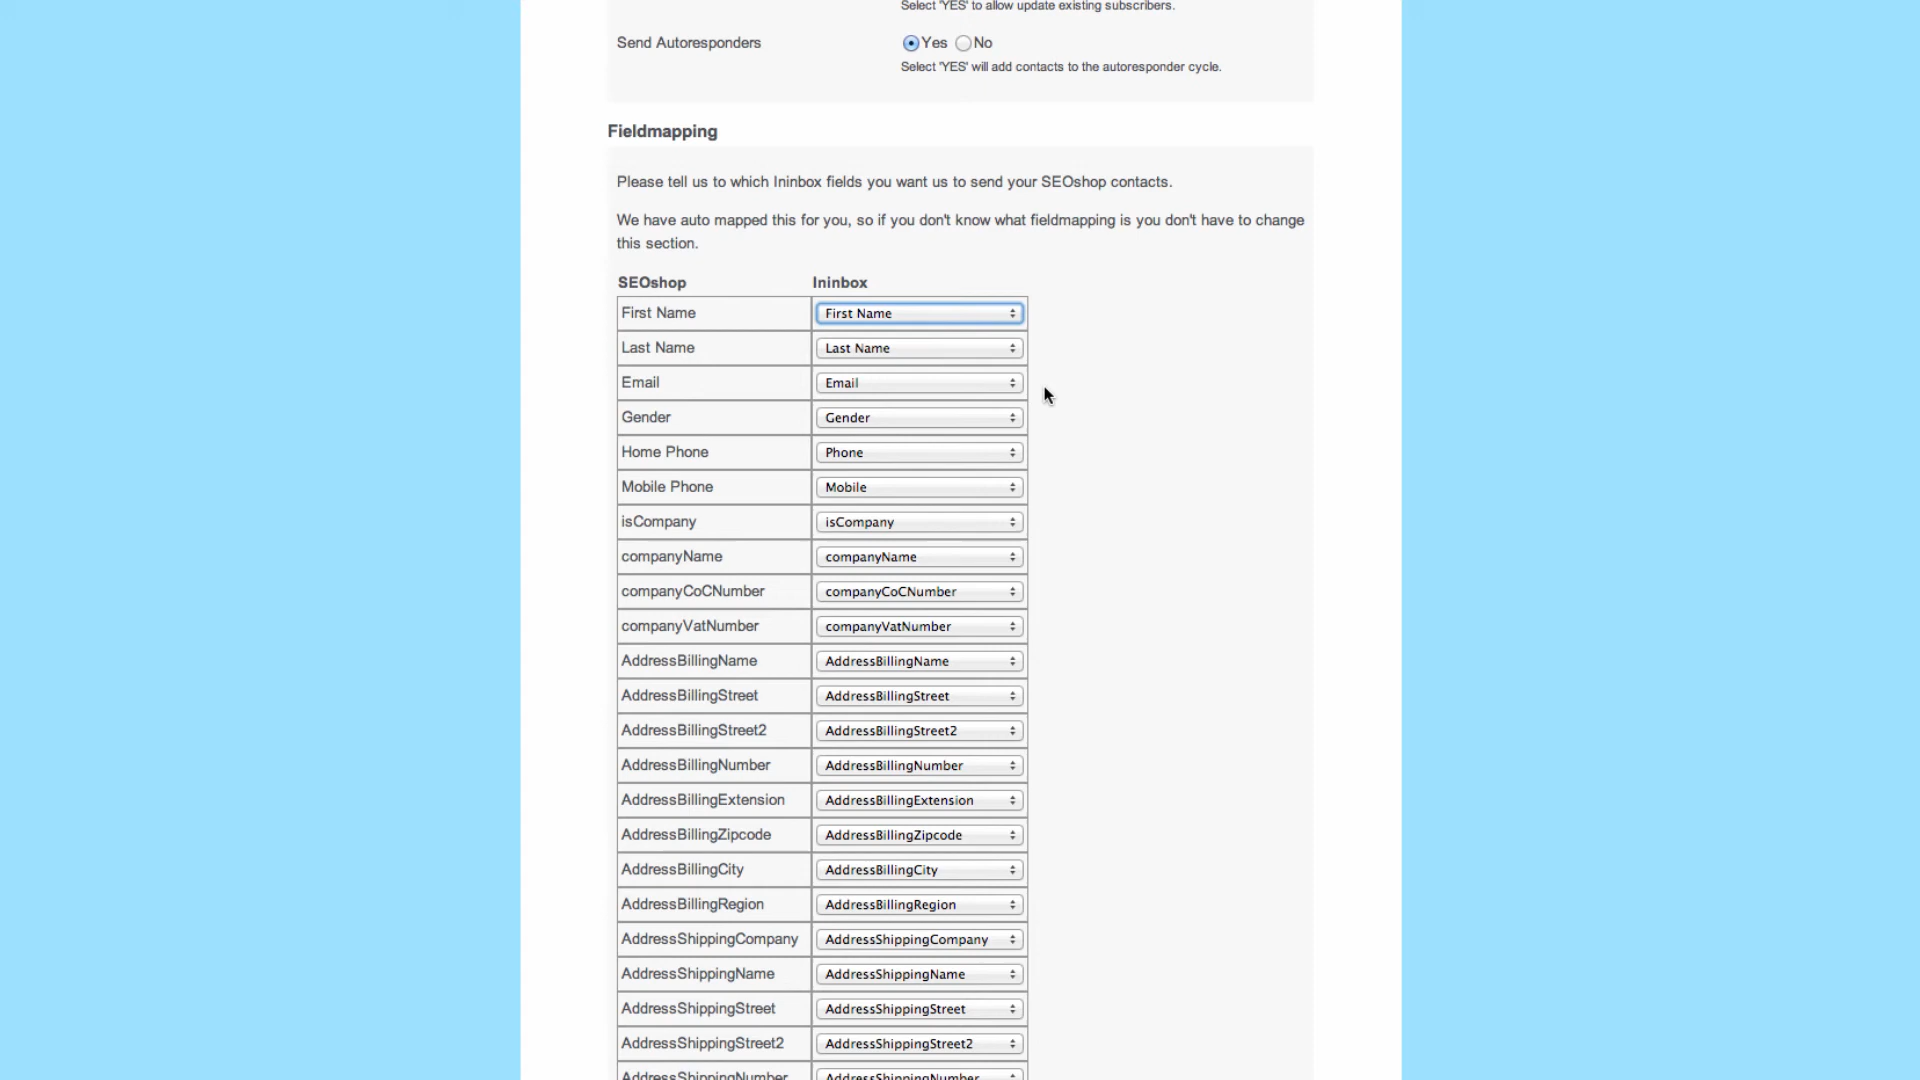 Select 'YES' to allow update existing subscribers.
Send Autoresponders Yes No
Select 'YES' will add contacts to the autoresponder cycle.
Fieldmapping
Please tell us to which Ininbox fields you want us to send your SEOshop contacts.
We have auto mapped this for you, so if you don't know what fieldmapping is you don't have to change
this section.
SEOshop Ininbox
First Name First Name
Last Name Last Name
Email Email
Gender Gender
Home Phone Phone
Mobile Phone Mobile
isCompany isCompany
companyName companyName
companyCoCNumber companyCoCNumber
companyVatNumber companyVatNumber
AddressBillingName AddressBillingName
AddressBillingStreet AddressBillingStreet
AddressBillingStreet2 AddressBillingStreet2
AddressBillingNumber AddressBillingNumber
AddressBillingExtension AddressBillingExtension
AddressBillingZipcode AddressBillingZipcode
AddressBillingCity AddressBillingCity
AddressBillingRegion AddressBillingRegion
AddressShippingCompany AddressShippingCompany
AddressShippingName AddressShippingName
AddressShippingStreet AddressShippingStreet
AddressShippingStreet2 AddressShippingStreet2
AddressShippingNumber AddressShippingNumber